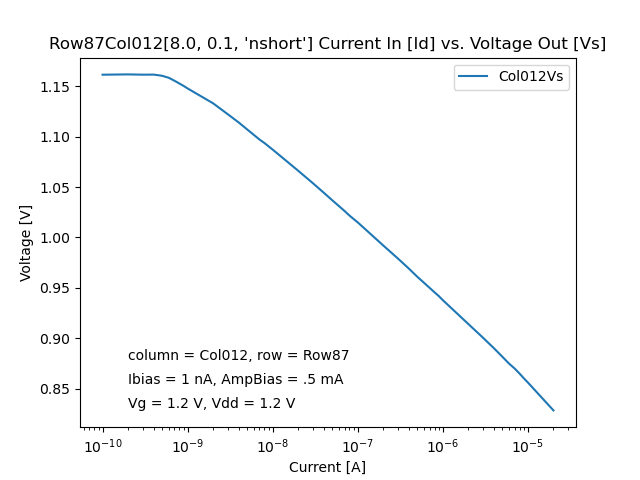 Row87Col012[8.0, 0.1, 'nshort'] Current In [Id] vs. Voltage Out [Vs]
Col012Vs
1.15
1.10
1.05
1.00
0.95
0.90
0.85
Voltage [V]
column = Col012, row = Row87
Ibias = 1 nA, AmpBias = .5 mA
Vg = 1.2 V, Vdd = 1.2 V
10⁻¹⁰ 10⁻⁹ 10⁻⁸ 10⁻⁷ 10⁻⁶ 10⁻⁵
Current [A]